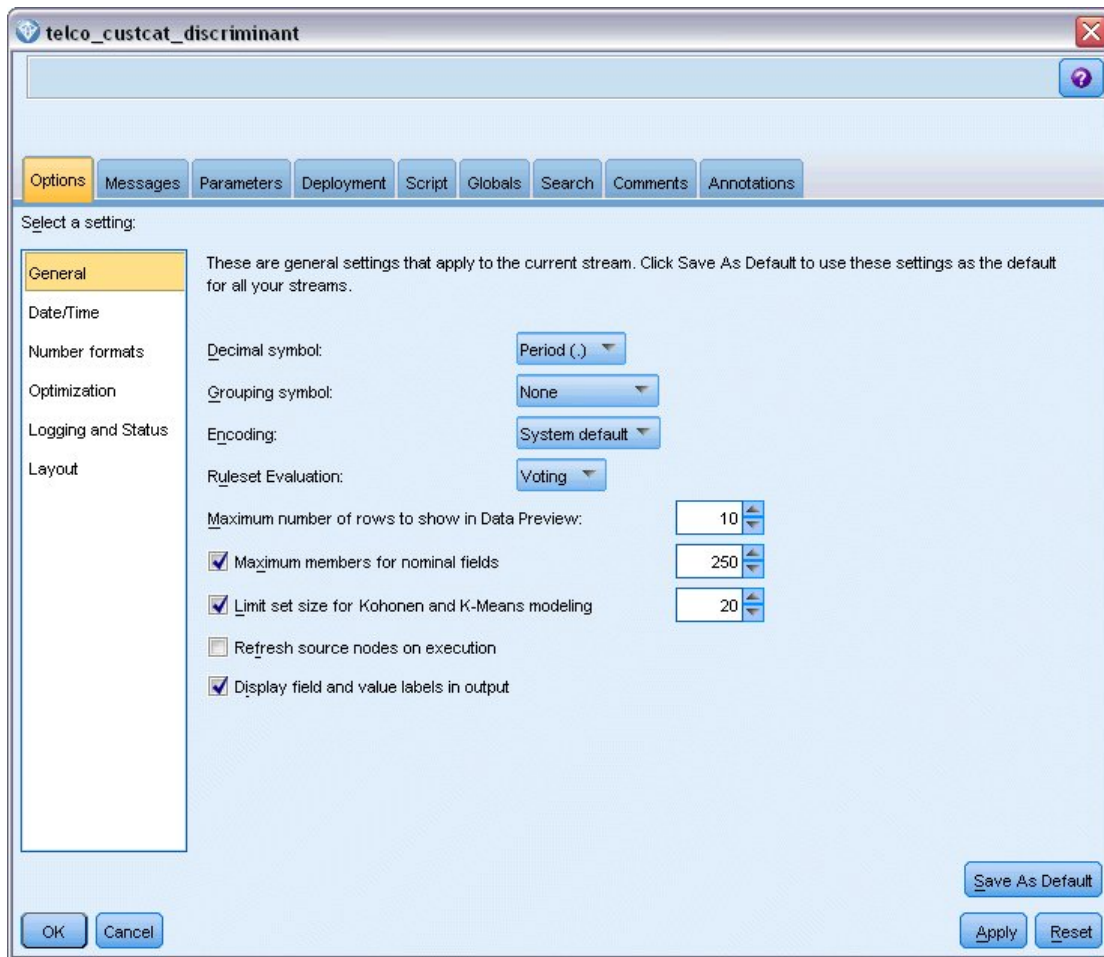 telco_custcat_discriminant
Options Messages Parameters Deployment Script Globals Search Comments Annotations
Select a setting:
General
Date/Time
Number formats
Optimization
Logging and Status
Layout
These are general settings that apply to the current stream. Click Save As Default to use these settings as the default
for all your streams.
Decimal symbol: Period (.)
Grouping symbol: None
Encoding: System default
Ruleset Evaluation: Voting
Maximum number of rows to show in Data Preview: 10
Maximum members for nominal fields 250
Limit set size for Kohonen and K-Means modeling 20
Refresh source nodes on execution
Display field and value labels in output
Save As Default
OK Cancel Apply Reset